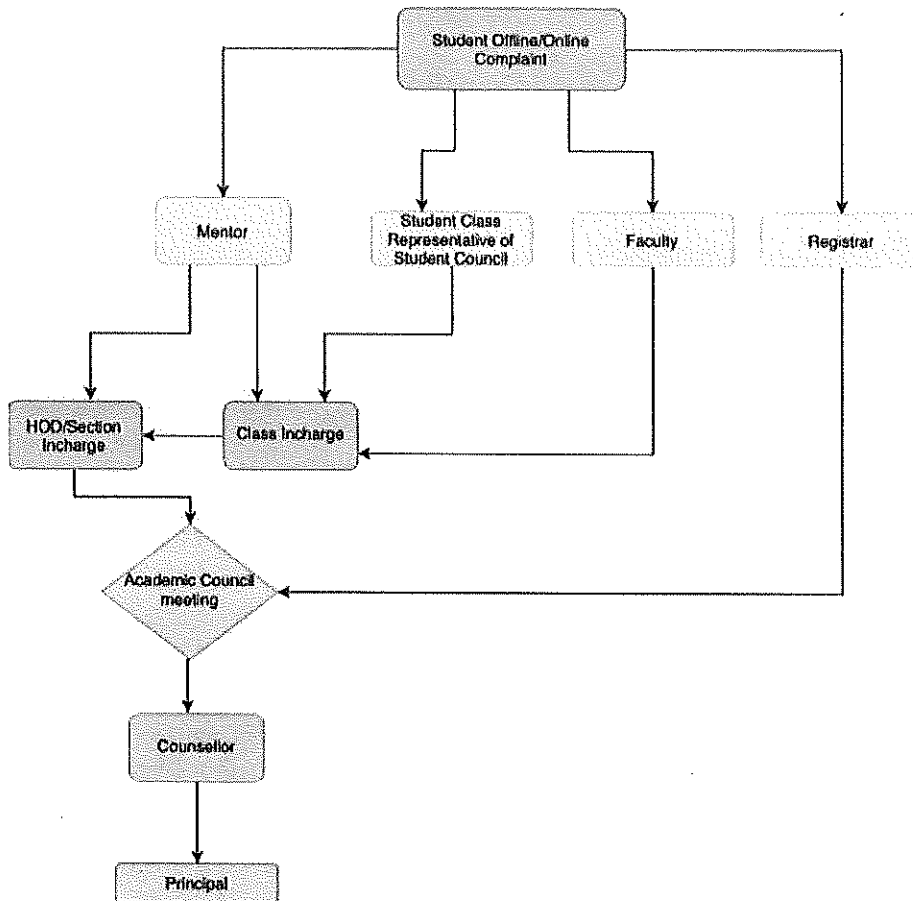 Student Offline/Online
Complaint
Mentor
Student Class
Representative of
Student Council
Faculty
Registrar
HOD/Section
Incharge
Class Incharge
Academic Council
meeting
Counsellor
Principal